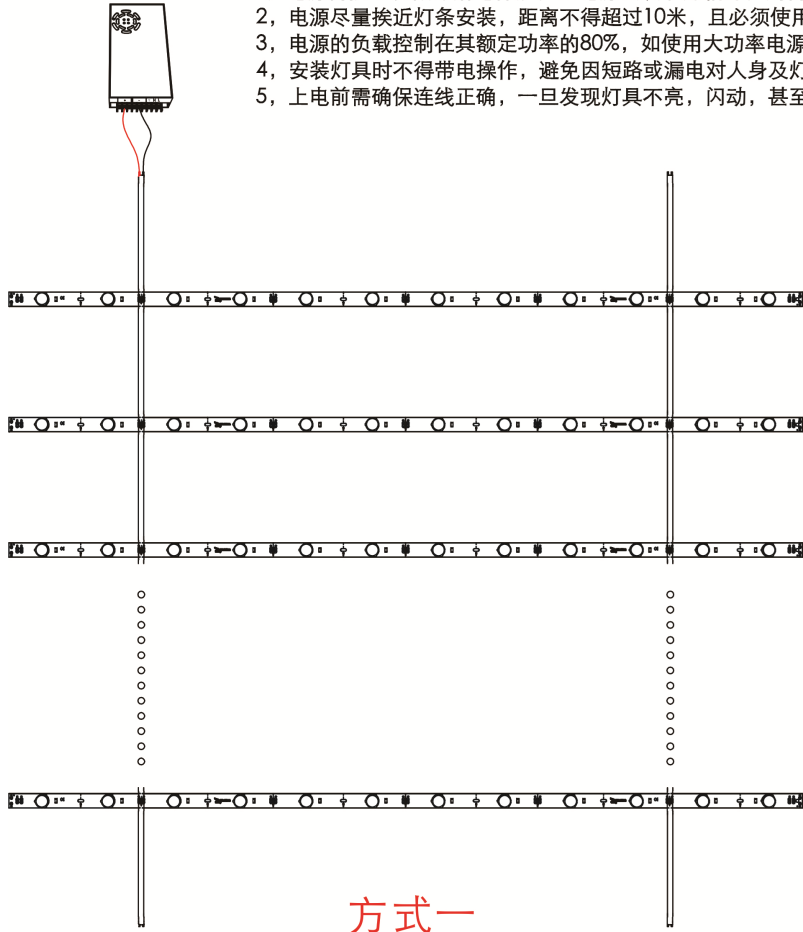 2，电源尽量挨近灯条安装，距离不得超过10米，且必须使用
3，电源的负载控制在其额定功率的80%，如使用大功率电源
4，安装灯具时不得带电操作，避免因短路或漏电对人身及灯
5，上电前需确保连线正确，一旦发现灯具不亮，闪动，甚至
方式一